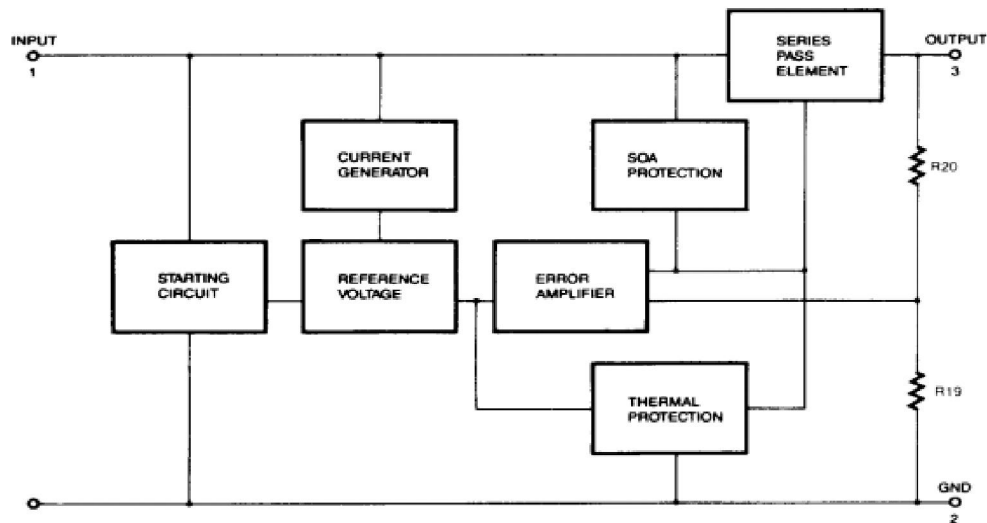 INPUT
1
SERIES
PASS
ELEMENT
OUTPUT
3
CURRENT
GENERATOR
SOA
PROTECTION
R20
STARTING
CIRCUIT
REFERENCE
VOLTAGE
ERROR
AMPLIFIER
THERMAL
PROTECTION
R19
GND
2